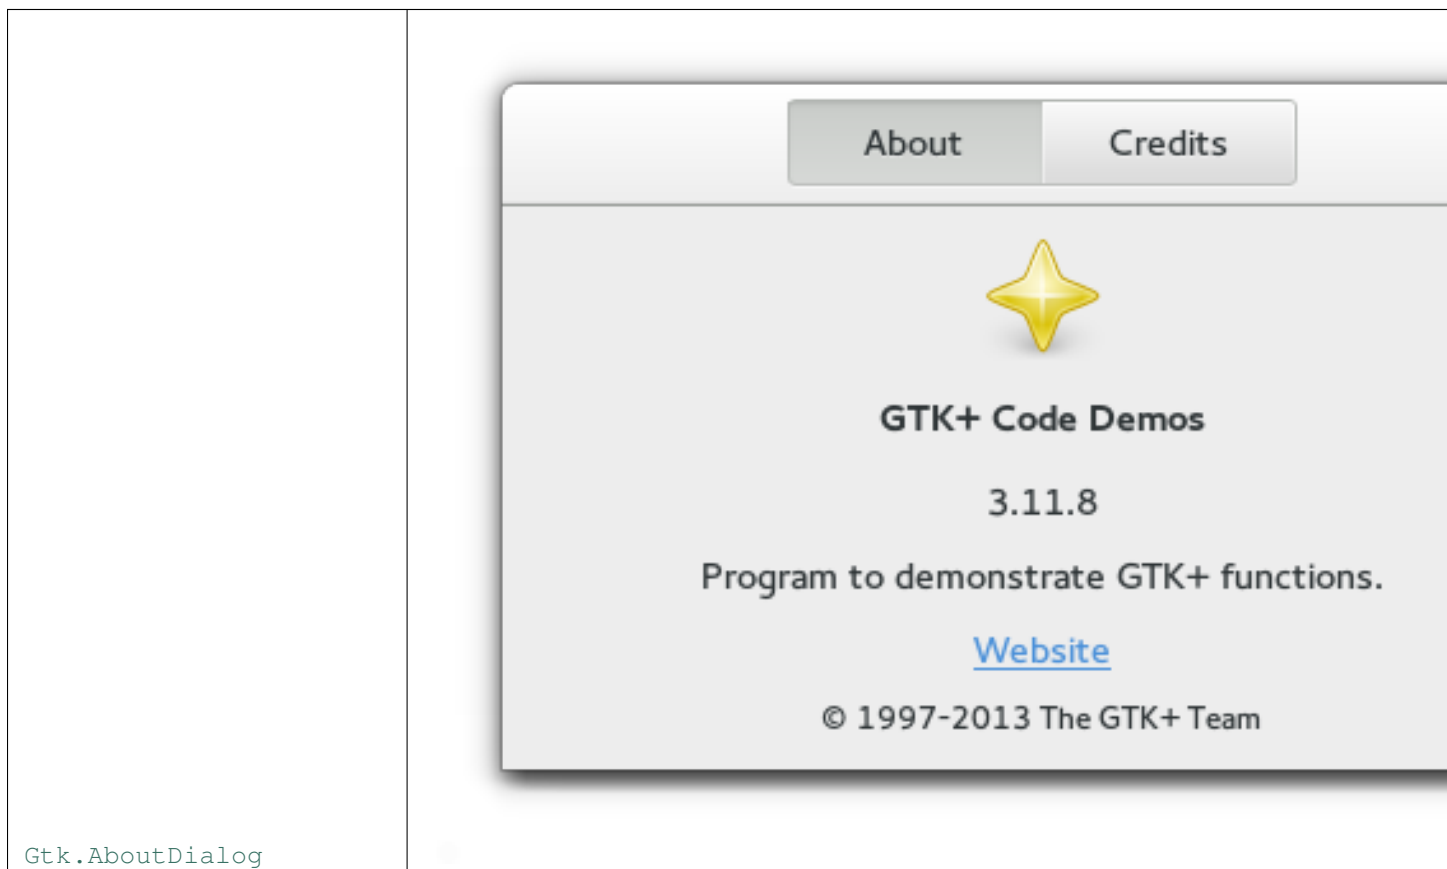 About Credits
GTK+ Code Demos
3.11.8
Program to demonstrate GTK+ functions.
Website
© 1997-2013 The GTK+ Team
Gtk.AboutDialog